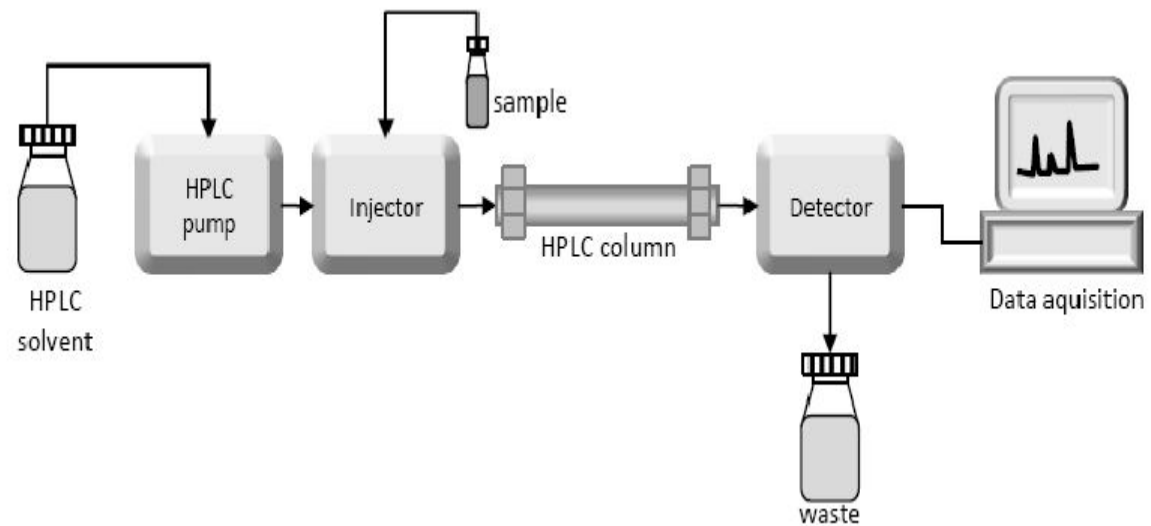 sample
HPLC
pump
Injector
HPLC column
Detector
HPLC
solvent
Data aquisition
waste